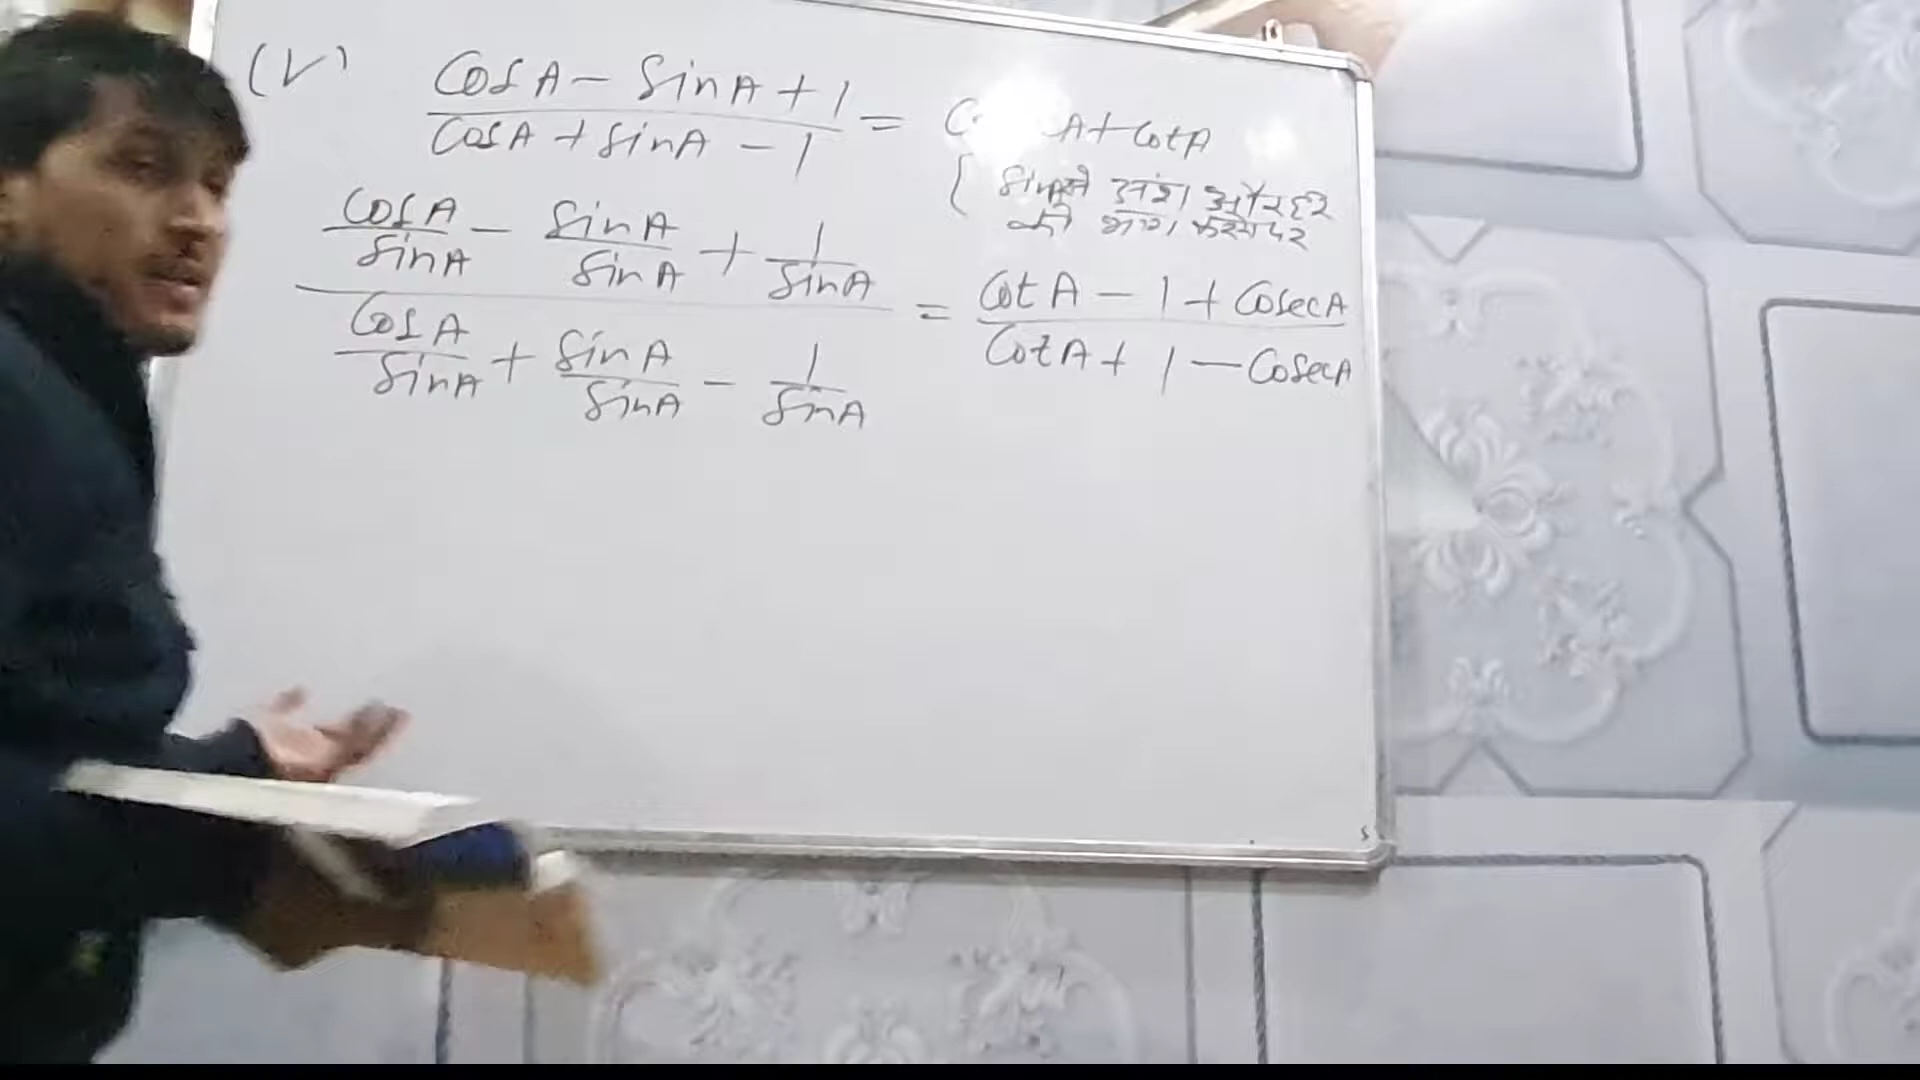 (V) (CosA - SinA + 1)/(CosA + SinA - 1) = A + CotA
{ SinA से अंश और हर
को भाग करने पर
(CosA/SinA - SinA/SinA + 1/SinA)/(CosA/SinA + SinA/SinA - 1/SinA) = (CotA - 1 + CosecA)/(CotA + 1 - CosecA)